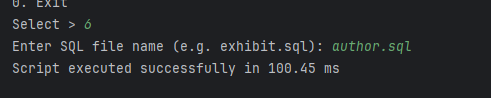 0. Exit
Select > 6
Enter SQL file name (e.g. exhibit.sql): author.sql
Script executed successfully in 100.45 ms